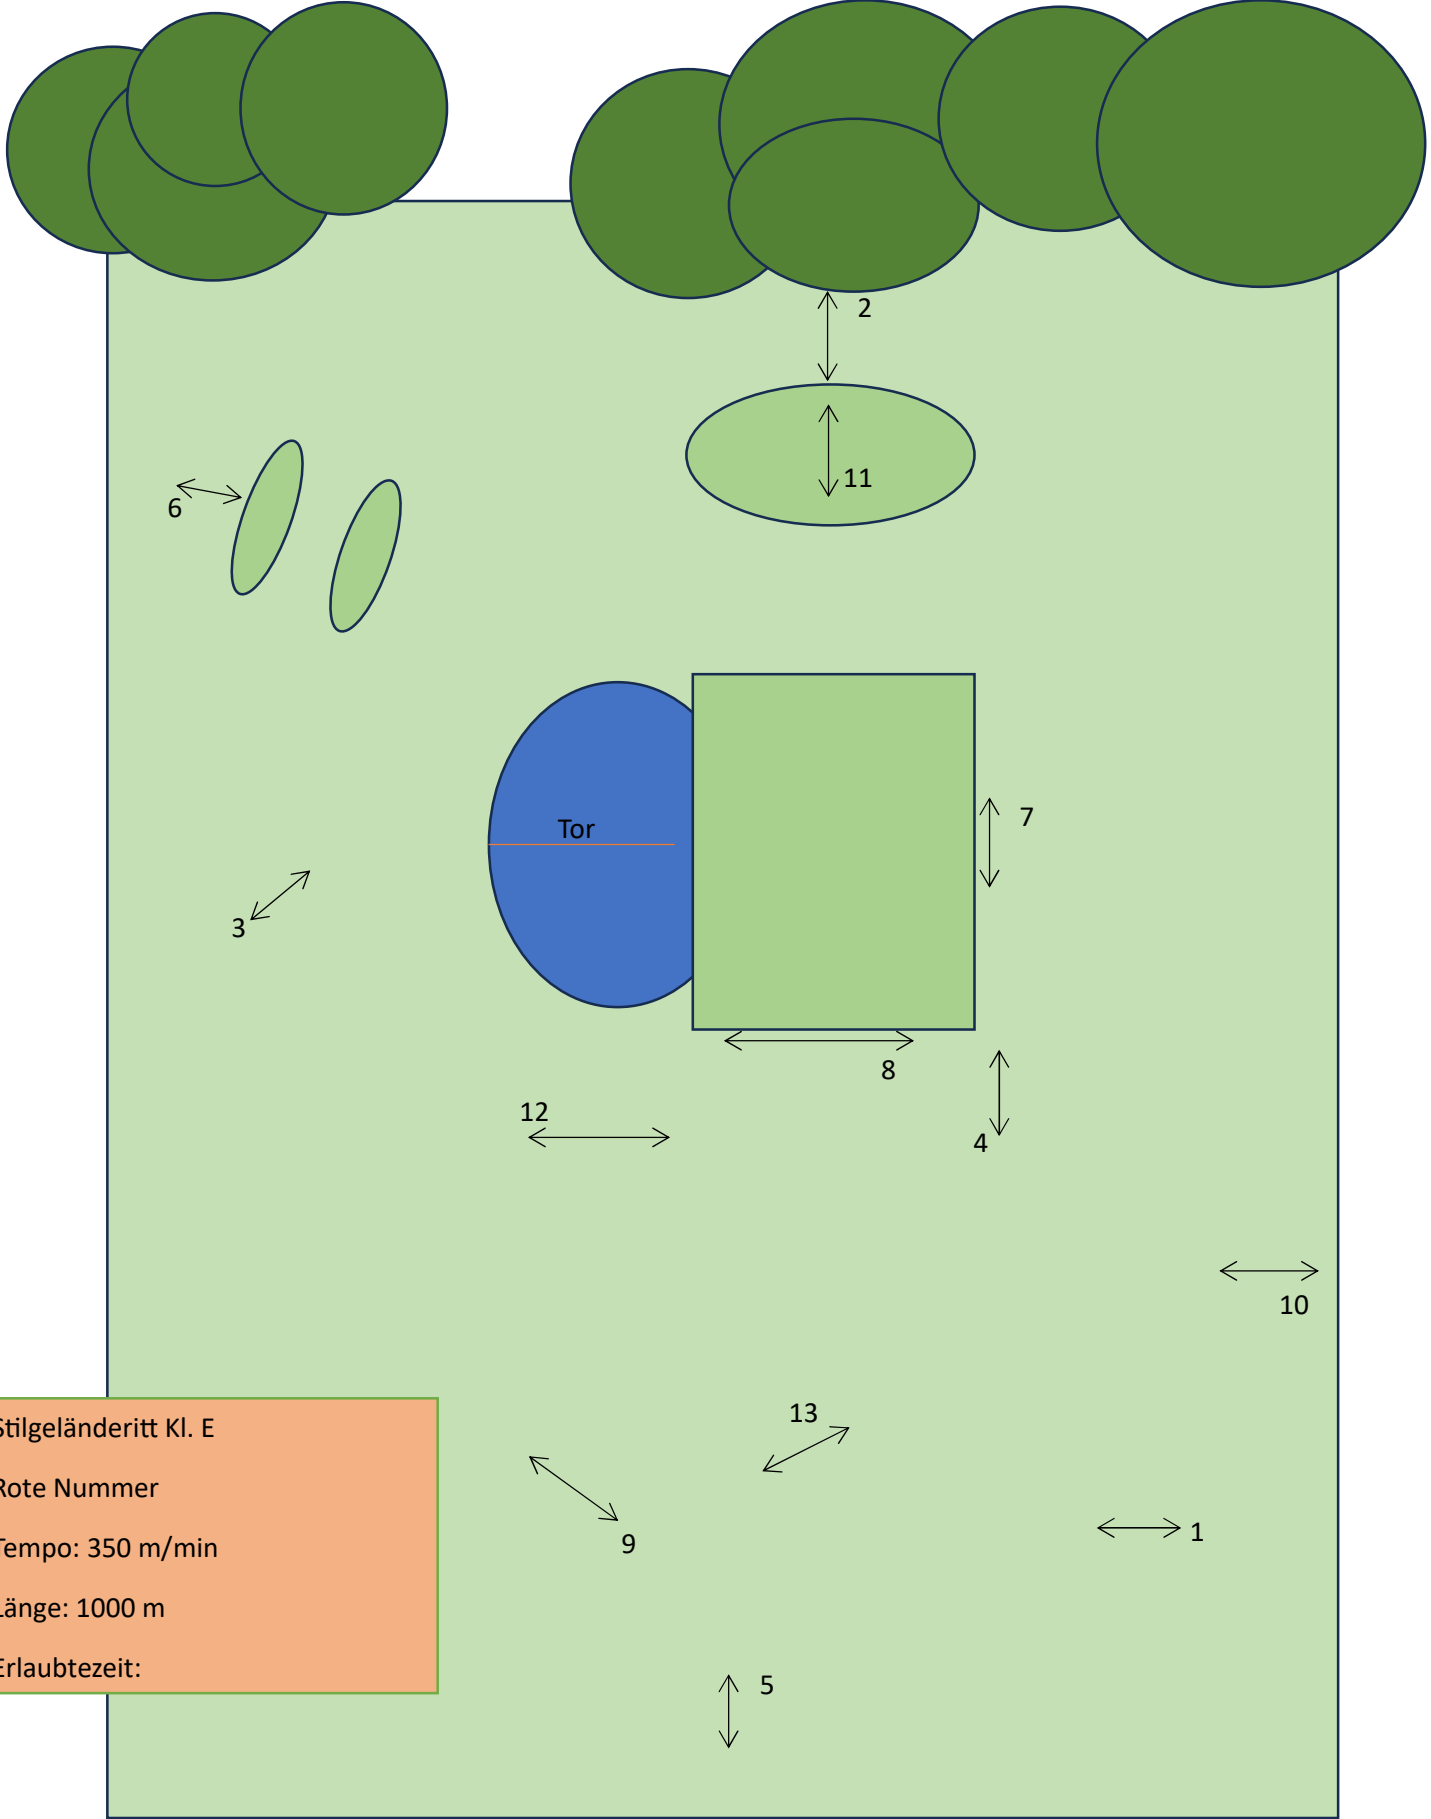 2
11
6
7
Tor
3
8
12
4
10
13
9
1
5
Stilgeländeritt Kl. E
Rote Nummer
Tempo: 350 m/min
Länge: 1000 m
Erlaubtezeit: